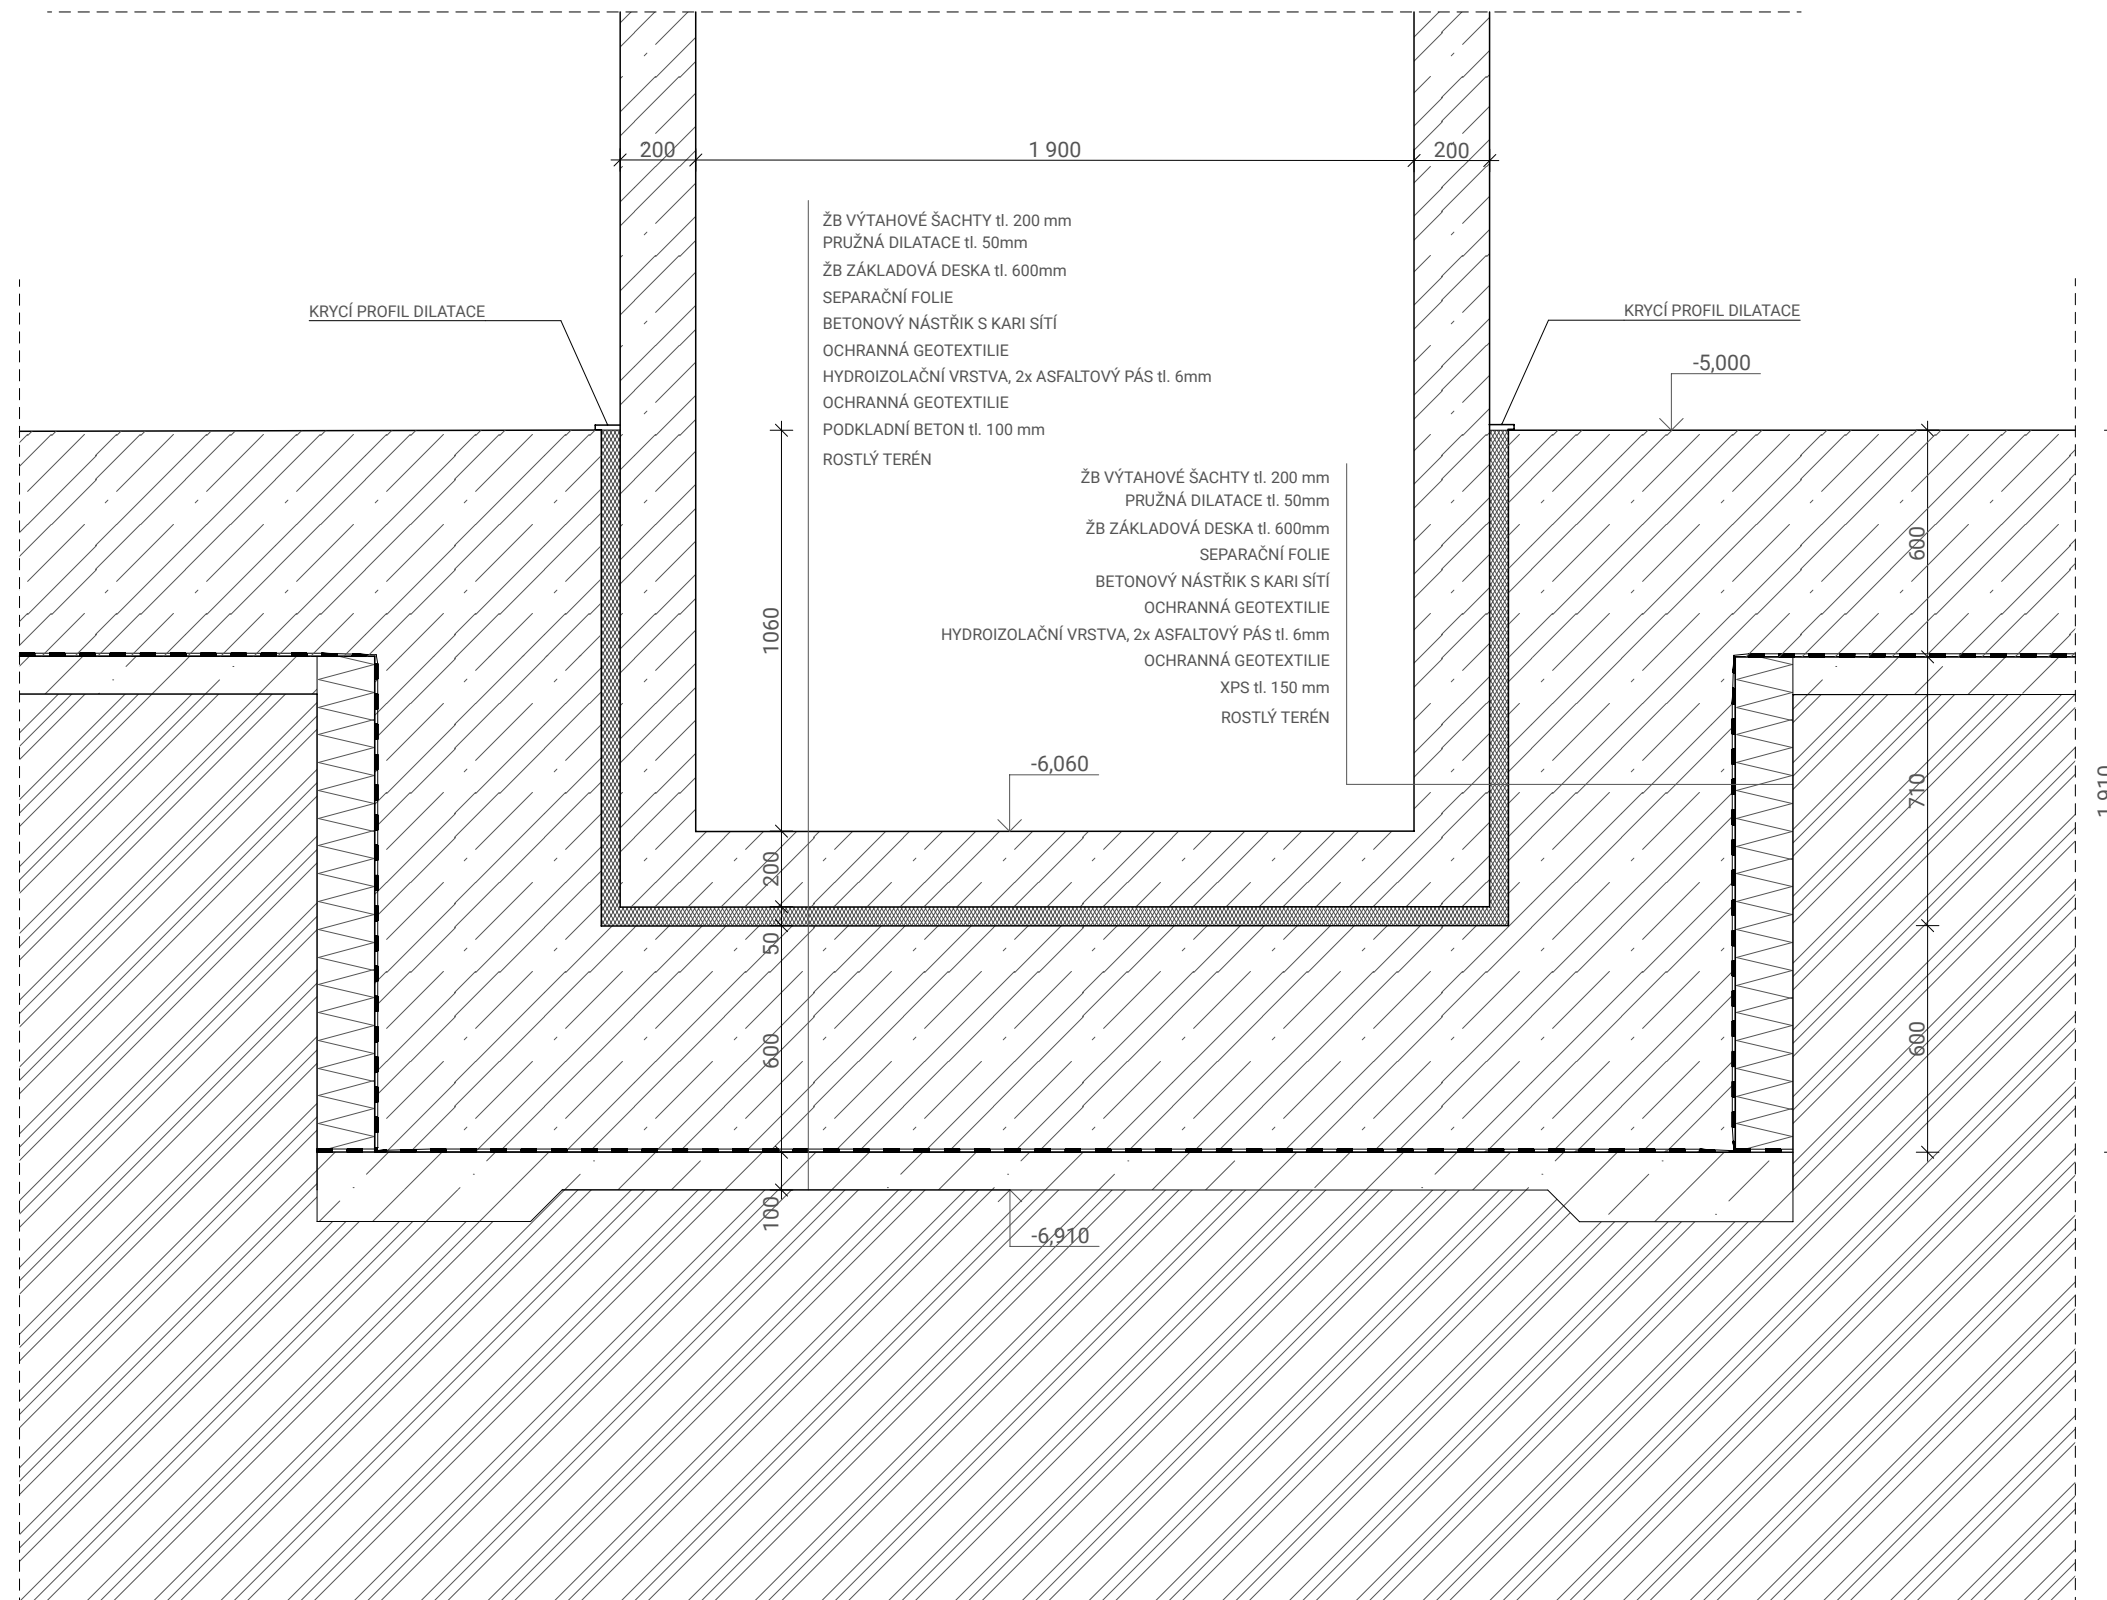 200
1 900
200
ŽB VÝTAHOVÉ ŠACHTY tl. 200 mm
PRUŽNÁ DILATACE tl. 50mm
ŽB ZÁKLADOVÁ DESKA tl. 600mm
SEPARAČNÍ FOLIE
BETONOVÝ NÁSTŘIK S KARI SÍTÍ
OCHRANNÁ GEOTEXTILIE
HYDROIZOLAČNÍ VRSTVA, 2x ASFALTOVÝ PÁS tl. 6mm
OCHRANNÁ GEOTEXTILIE
PODKLADNÍ BETON tl. 100 mm
ROSTLÝ TERÉN
KRYCÍ PROFIL DILATACE
KRYCÍ PROFIL DILATACE
-5,000
ŽB VÝTAHOVÉ ŠACHTY tl. 200 mm
PRUŽNÁ DILATACE tl. 50mm
ŽB ZÁKLADOVÁ DESKA tl. 600mm
SEPARAČNÍ FOLIE
BETONOVÝ NÁSTŘIK S KARI SÍTÍ
OCHRANNÁ GEOTEXTILIE
HYDROIZOLAČNÍ VRSTVA, 2x ASFALTOVÝ PÁS tl. 6mm
OCHRANNÁ GEOTEXTILIE
XPS tl. 150 mm
ROSTLÝ TERÉN
1060
200
50
600
100
-6,060
-6,910
600
710
600
1 910